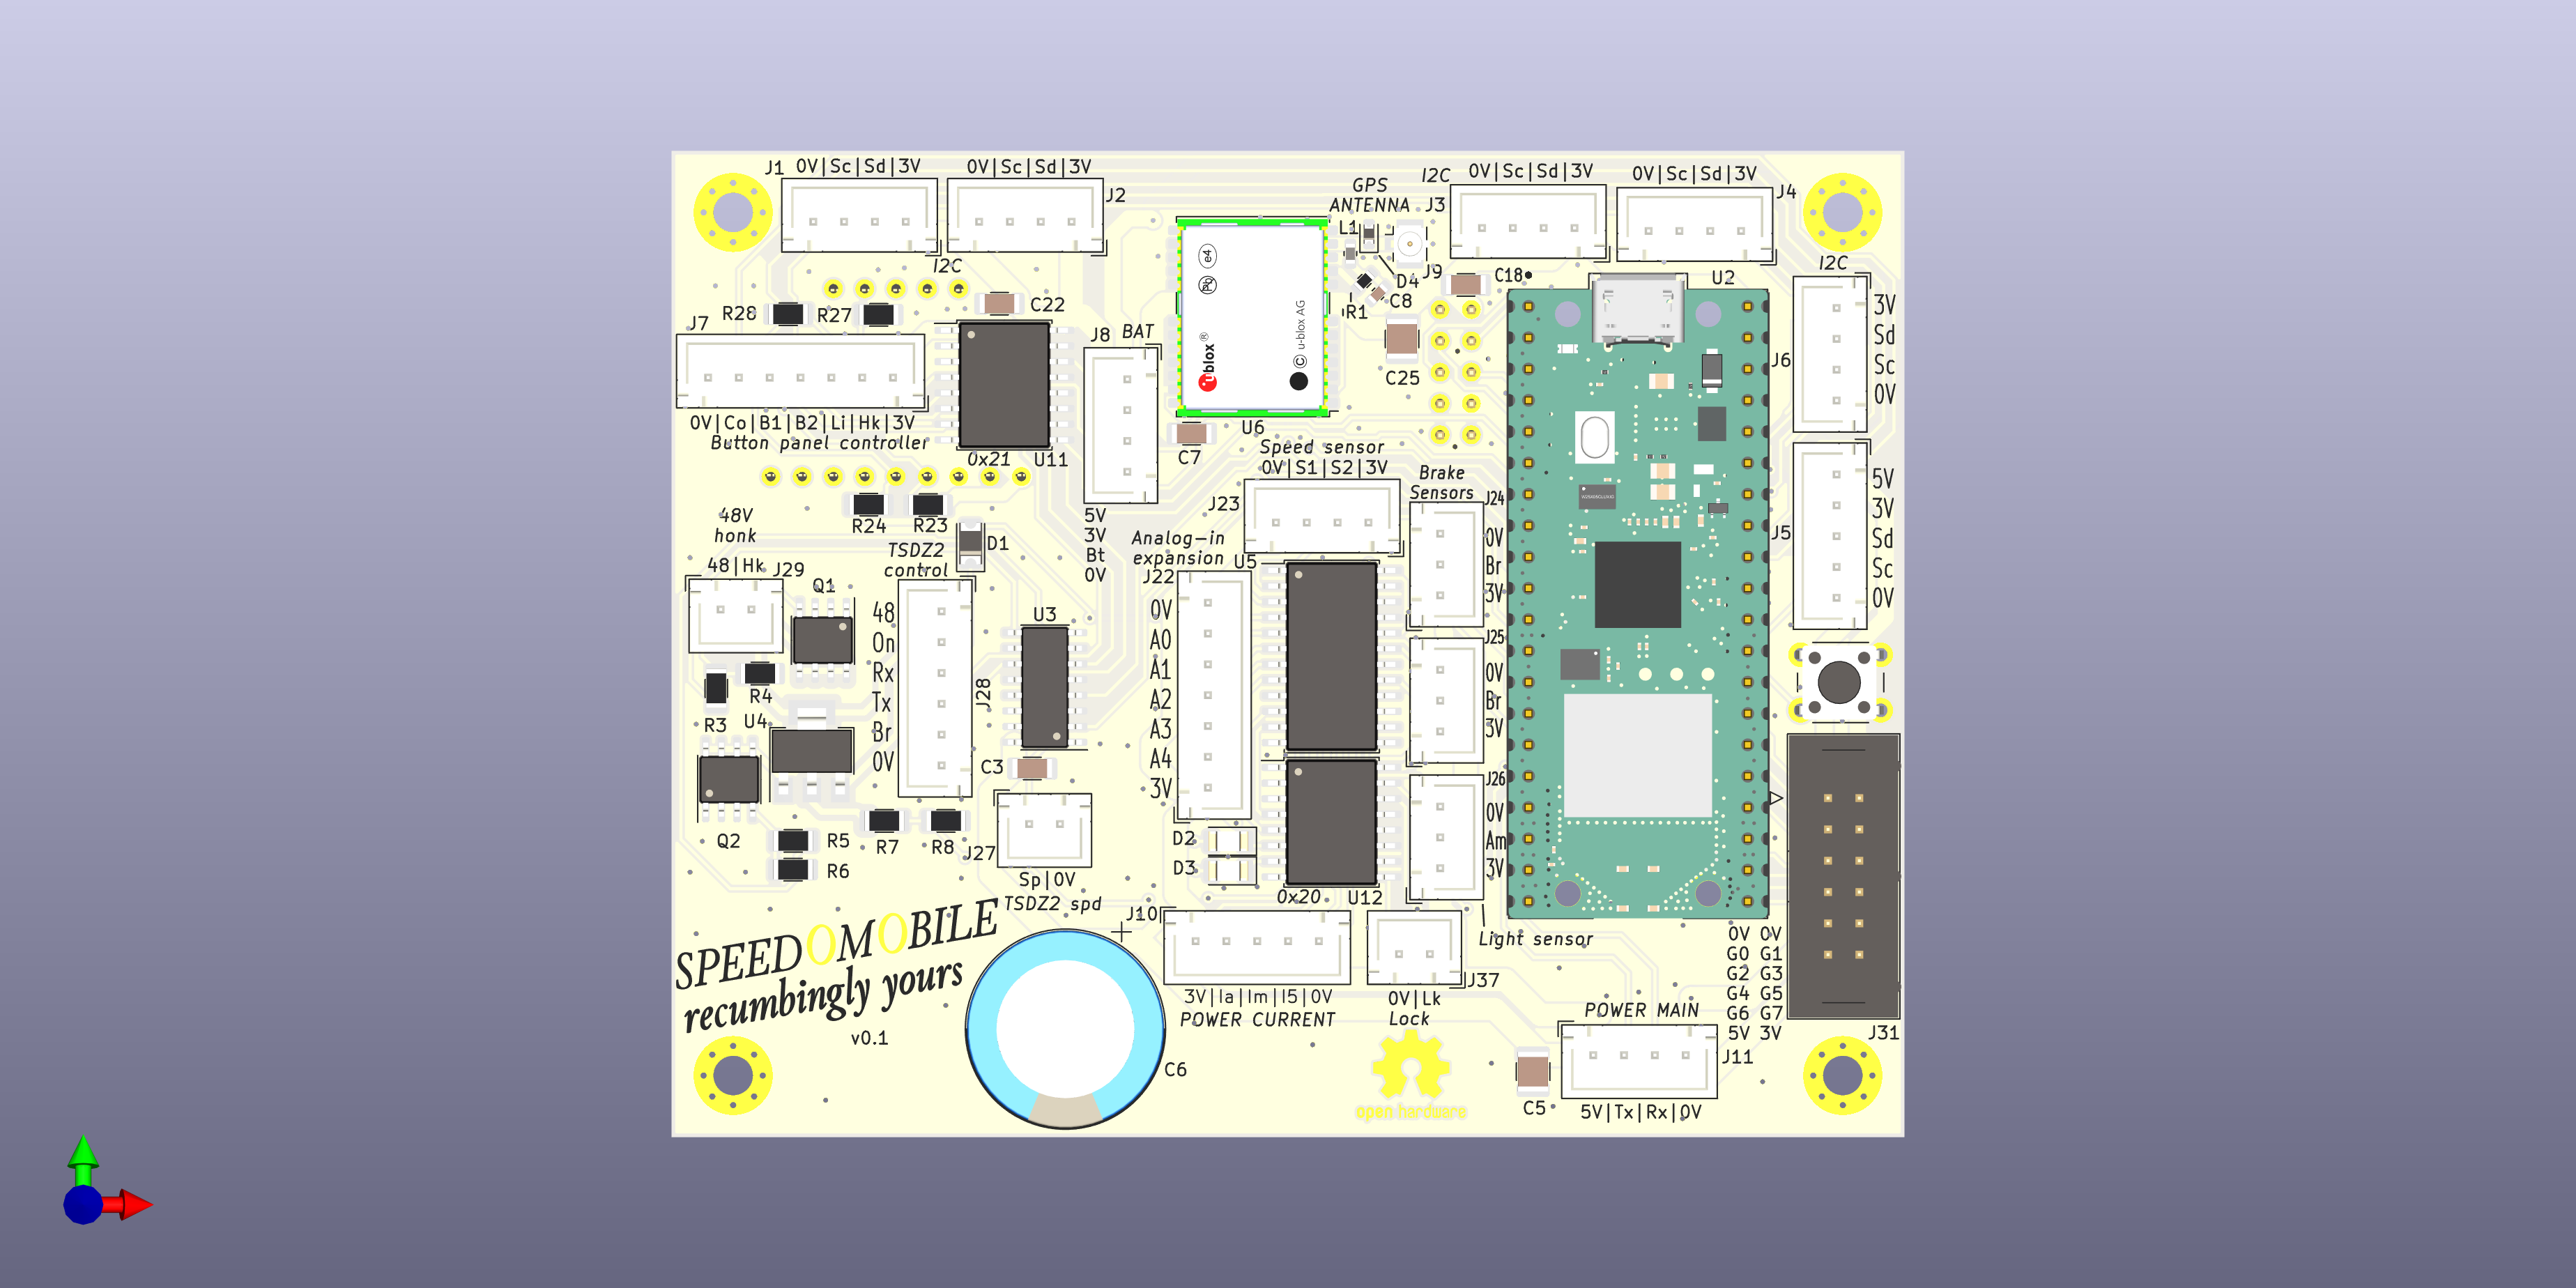 J1 0V|Sc|Sd|3V
0V|Sc|Sd|3V J2
I2C
GPS
ANTENNA
I2C 0V|Sc|Sd|3V
J3
0V|Sc|Sd|3V J4
L1
J9
D4
C8
R1
C18
C25
U2
I2C
3V
Sd
Sc
0V
J6
R28 R27
C22
J7
0V|Co|B1|B2|Li|Hk|3V
Button panel controller
0x21 U11
J8 BAT
5V
3V
Bt
0V
e4
Pb
ublox®
© u-blox AG
U6
C7
Speed sensor
0V|S1|S2|3V
J23
Brake
Sensors
J24
0V
Br
3V
J25
0V
Br
3V
J26
0V
Am
3V
Light sensor
J5
5V
3V
Sd
Sc
0V
R24 R23
D1
48V
honk
48|Hk J29
Q1
TSDZ2
control
48
On
Rx
Tx
Br
0V
J28
U3
C3
R4
R3
U4
Q2
R5
R6
R7 R8
J27
Sp|0V
TSDZ2 spd
Analog-in
expansion
J22
U5
0V
A0
A1
A2
A3
A4
3V
D2
D3
0x20 U12
J10
3V|Ia|Im|I5|0V
POWER CURRENT
J37
0V|Lk
Lock
SPEEDOMOBILE
recumbingly yours
v0.1
C6
open hardware
C5
POWER MAIN
J11
5V|Tx|Rx|0V
0V 0V
G0 G1
G2 G3
G4 G5
G6 G7
5V 3V
J31